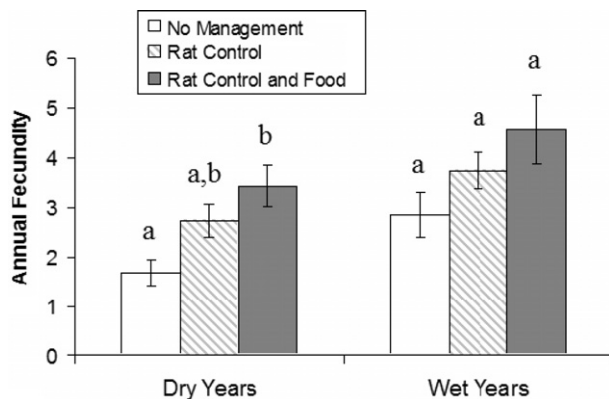 No Management
Rat Control
Rat Control and Food
Annual Fecundity
6
5
4
3
2
1
0
a
a,b
b
a
a
a
Dry Years
Wet Years